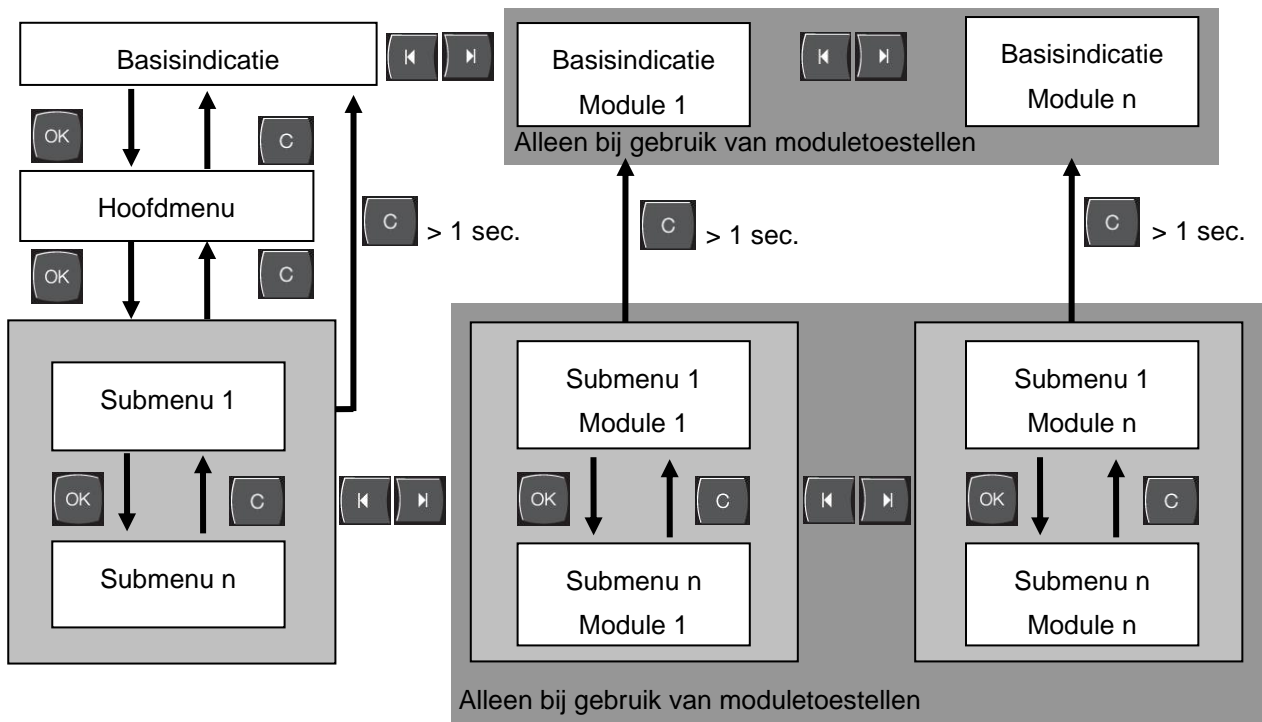 Basisindicatie
Basisindicatie
Module 1
Basisindicatie
Module n
Alleen bij gebruik van moduletoestellen
OK
C
Hoofdmenu
C
> 1 sec.
C
> 1 sec.
C
> 1 sec.
OK
C
Submenu 1
Submenu 1
Module 1
Submenu 1
Module n
OK
C
OK
C
OK
C
Submenu n
Submenu n
Module 1
Submenu n
Module n
Alleen bij gebruik van moduletoestellen